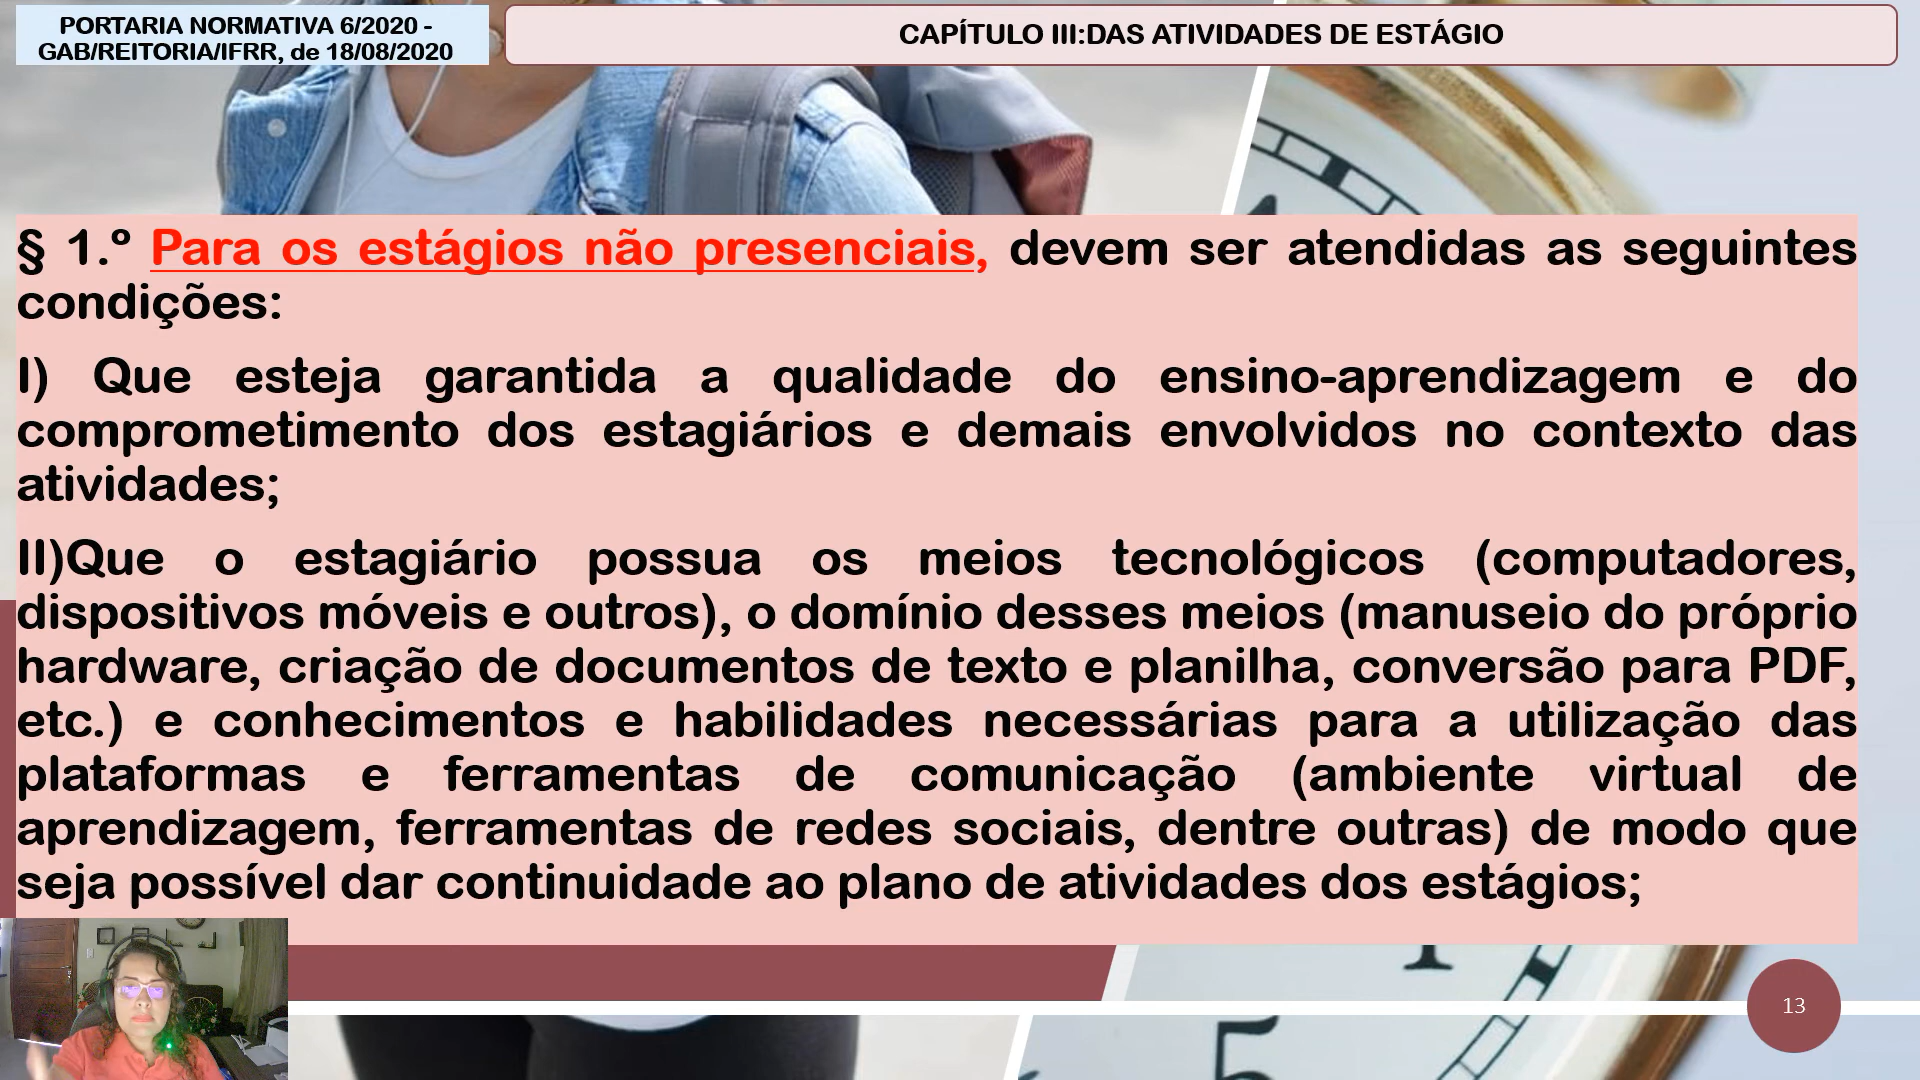 PORTARIA NORMATIVA 6/2020 -
GAB/REITORIA/IFRR, de 18/08/2020
CAPÍTULO III:DAS ATIVIDADES DE ESTÁGIO
§ 1.º Para os estágios não presenciais, devem ser atendidas as seguintes
condições:
I) Que esteja garantida a qualidade do ensino-aprendizagem e do
comprometimento dos estagiários e demais envolvidos no contexto das
atividades;
II)Que o estagiário possua os meios tecnológicos (computadores,
dispositivos móveis e outros), o domínio desses meios (manuseio do próprio
hardware, criação de documentos de texto e planilha, conversão para PDF,
etc.) e conhecimentos e habilidades necessárias para a utilização das
plataformas e ferramentas de comunicação (ambiente virtual de
aprendizagem, ferramentas de redes sociais, dentre outras) de modo que
seja possível dar continuidade ao plano de atividades dos estágios;
13
5